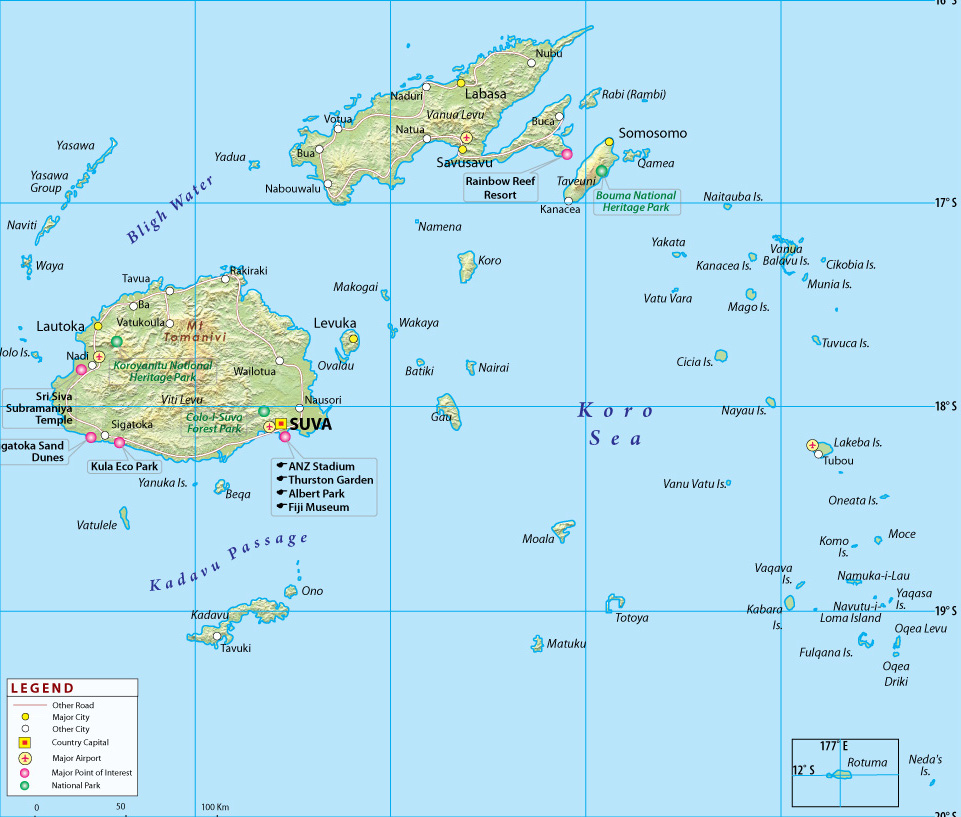 16°S
Nubu
Labasa
Naduri
Rabi (Rambi)
Vanua Levu
Votua
Buca
Natua
Somosomo
Yasawa
Bua
Yadua
Savusavu
Qamea
Yasawa
Group
Nabouwalu
Rainbow Reef
Resort
Taveuni
Bouma National
Heritage Park
Naitauba Is.
17°S
Kanacea
Bligh Water
Naviti
Namena
Yakata
Vanua
Balavu Is.
Waya
Koro
Kanacea Is.
Cikobia Is.
Rakiraki
Tavua
Makogai
Munia Is.
Vatu Vara
Mago Is.
Ba
Vatukoula
Lautoka
Mt
Tomanivi
Levuka
Wakaya
Tuvuca Is.
lolo Is.
Nadi
Koroyanitu National
Heritage Park
Wailotua
Ovalau
Batiki
Nairai
Cicia Is.
Sri Siva
Subramaniya
Temple
Viti Levu
Nausori
Colo-I-Suva
Forest Park
SUVA
Gau
Koro
Sea
Nayau Is.
18°S
Sigatoka
gatoka Sand
Dunes
Kula Eco Park
Lakeba Is.
Tubou
ANZ Stadium
Thurston Garden
Albert Park
Fiji Museum
Yanuka Is.
Beqa
Vanu Vatu Is.
Oneata Is.
Vatulele
Kadavu Passage
Moala
Moce
Komo
Is.
Vaqava
Is.
Namuka-i-Lau
Ono
Yaqasa
Is.
Kadavu
Totoya
Kabara
Is.
Navutu-i-
Loma Island
19°S
Oqea Levu
Tavuki
Matuku
Fulqana Is.
Oqea
Driki
LEGEND
Other Road
Major City
Other City
Country Capital
Major Airport
Major Point of Interest
National Park
0 50 100 Km
177° E
12° S
Rotuma
Neda's
Is.
20°S